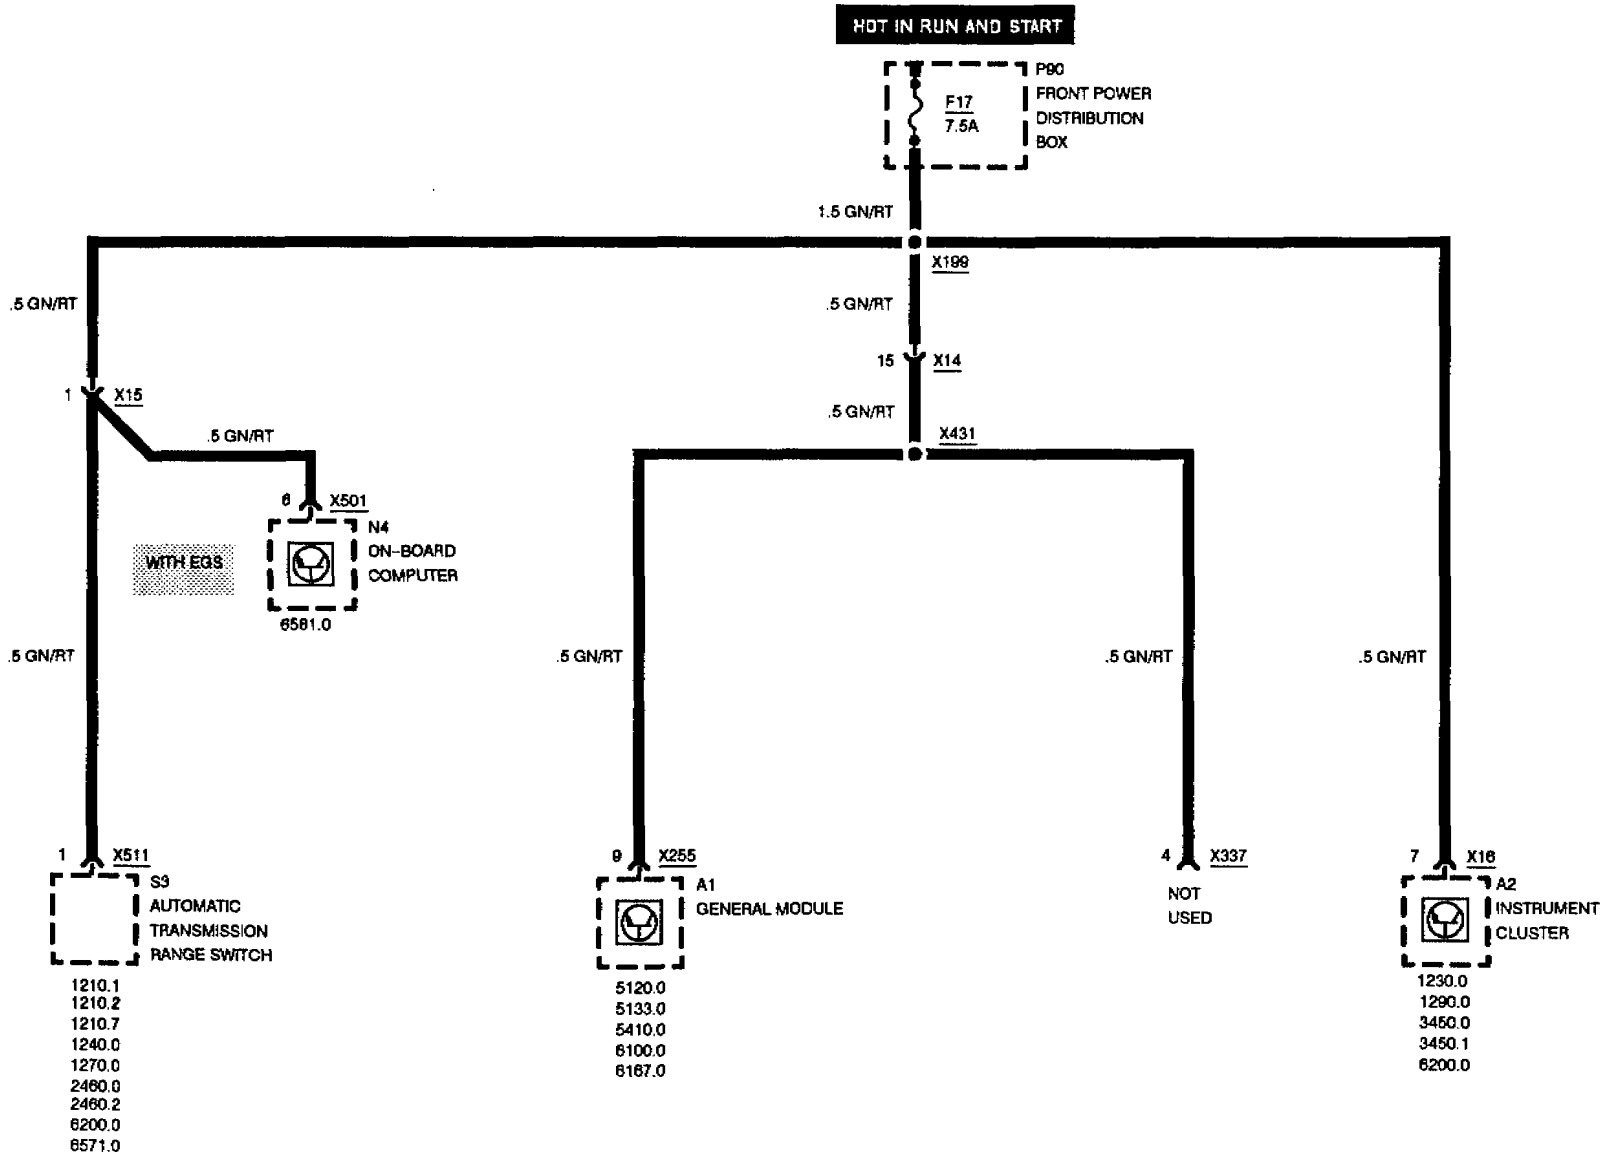 HOT IN RUN AND START
P90
FRONT POWER
DISTRIBUTION
BOX
F17
7.5A
1.5 GN/RT
X199
.5 GN/RT
.5 GN/RT
15 X14
1 X15
.5 GN/RT
X431
.5 GN/RT
6 X501
N4
ON-BOARD
COMPUTER
6581.0
WITH EGS
.5 GN/RT
.5 GN/RT
.5 GN/RT
.5 GN/RT
1 X511
S3
AUTOMATIC
TRANSMISSION
RANGE SWITCH
1210.1
1210.2
1210.7
1240.0
1270.0
2460.0
2460.2
6200.0
6571.0
9 X255
A1
GENERAL MODULE
5120.0
5133.0
5410.0
6100.0
6167.0
4 X337
NOT
USED
7 X16
A2
INSTRUMENT
CLUSTER
1230.0
1290.0
3450.0
3450.1
6200.0